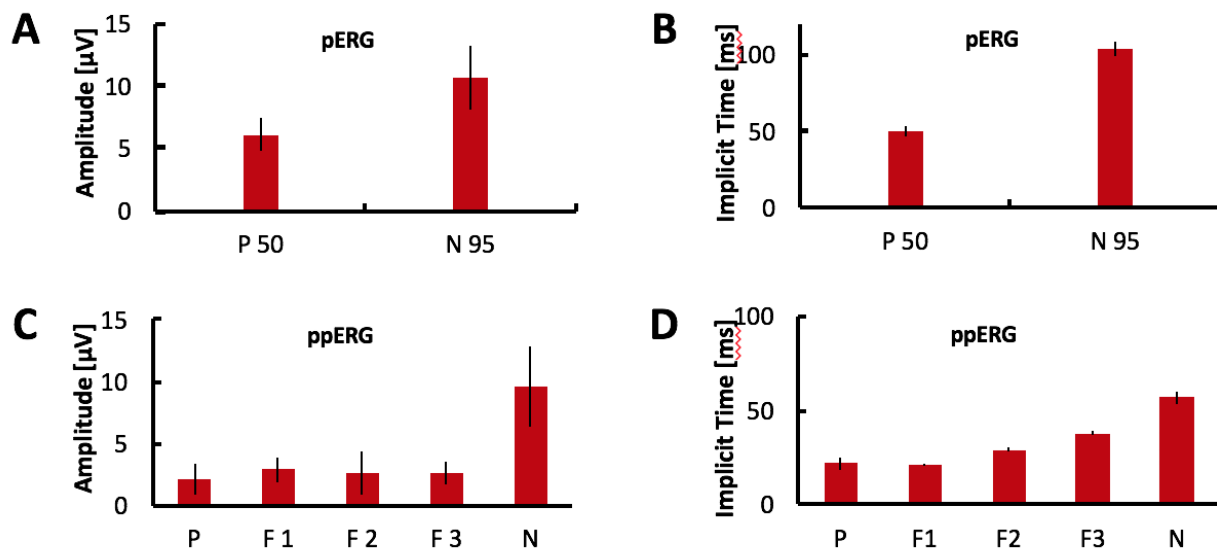 A
pERG
Amplitude [µV]
15
10
5
0
P 50
N 95
B
pERG
Implicit Time [ms]
100
50
0
P 50
N 95
C
ppERG
Amplitude [µV]
15
10
5
0
P
F 1
F 2
F 3
N
D
ppERG
Implicit Time [ms]
100
50
0
P
F1
F2
F3
N